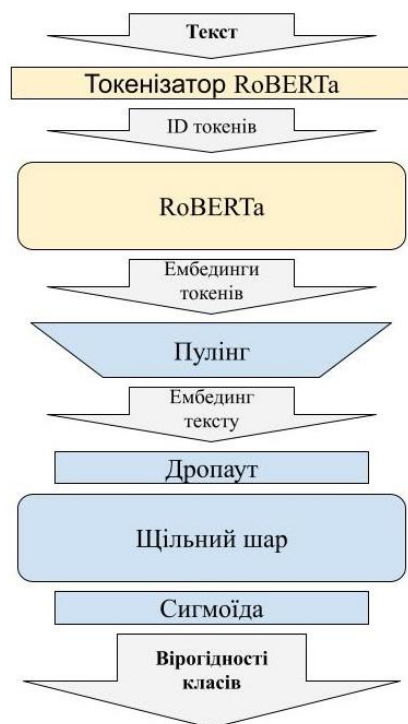 Текст
Токенізатор RoBERTa
ID токенів
RoBERTa
Ембединги
токенів
Пулінг
Ембединг
тексту
Дропаут
Щільний шар
Сигмоїда
Вірогідності
класів